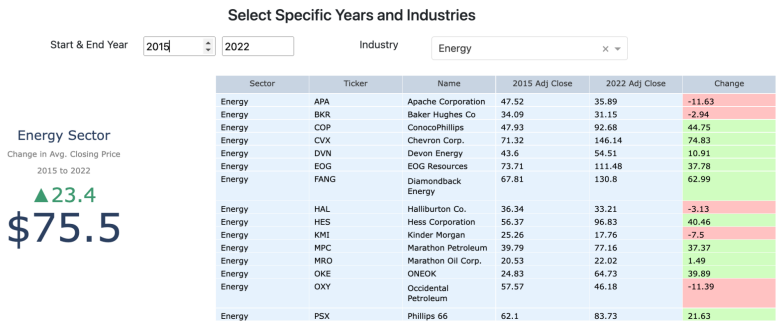 Select Specific Years and Industries
Start & End Year 2015 2022 Industry Energy
Energy Sector
Change in Avg. Closing Price
2015 to 2022
▲23.4
$75.5
Sector Ticker Name 2015 Adj Close 2022 Adj Close Change
Energy APA Apache Corporation 47.52 35.89 -11.63
Energy BKR Baker Hughes Co 34.09 31.15 -2.94
Energy COP ConocoPhillips 47.93 92.68 44.75
Energy CVX Chevron Corp. 71.32 146.14 74.83
Energy DVN Devon Energy 43.6 54.51 10.91
Energy EOG EOG Resources 73.71 111.48 37.78
Energy FANG Diamondback Energy 67.81 130.8 62.99
Energy HAL Halliburton Co. 36.34 33.21 -3.13
Energy HES Hess Corporation 56.37 96.83 40.46
Energy KMI Kinder Morgan 25.26 17.76 -7.5
Energy MPC Marathon Petroleum 39.79 77.16 37.37
Energy MRO Marathon Oil Corp. 20.53 22.02 1.49
Energy OKE ONEOK 24.83 64.73 39.89
Energy OXY Occidental Petroleum 57.57 46.18 -11.39
Energy PSX Phillips 66 62.1 83.73 21.63